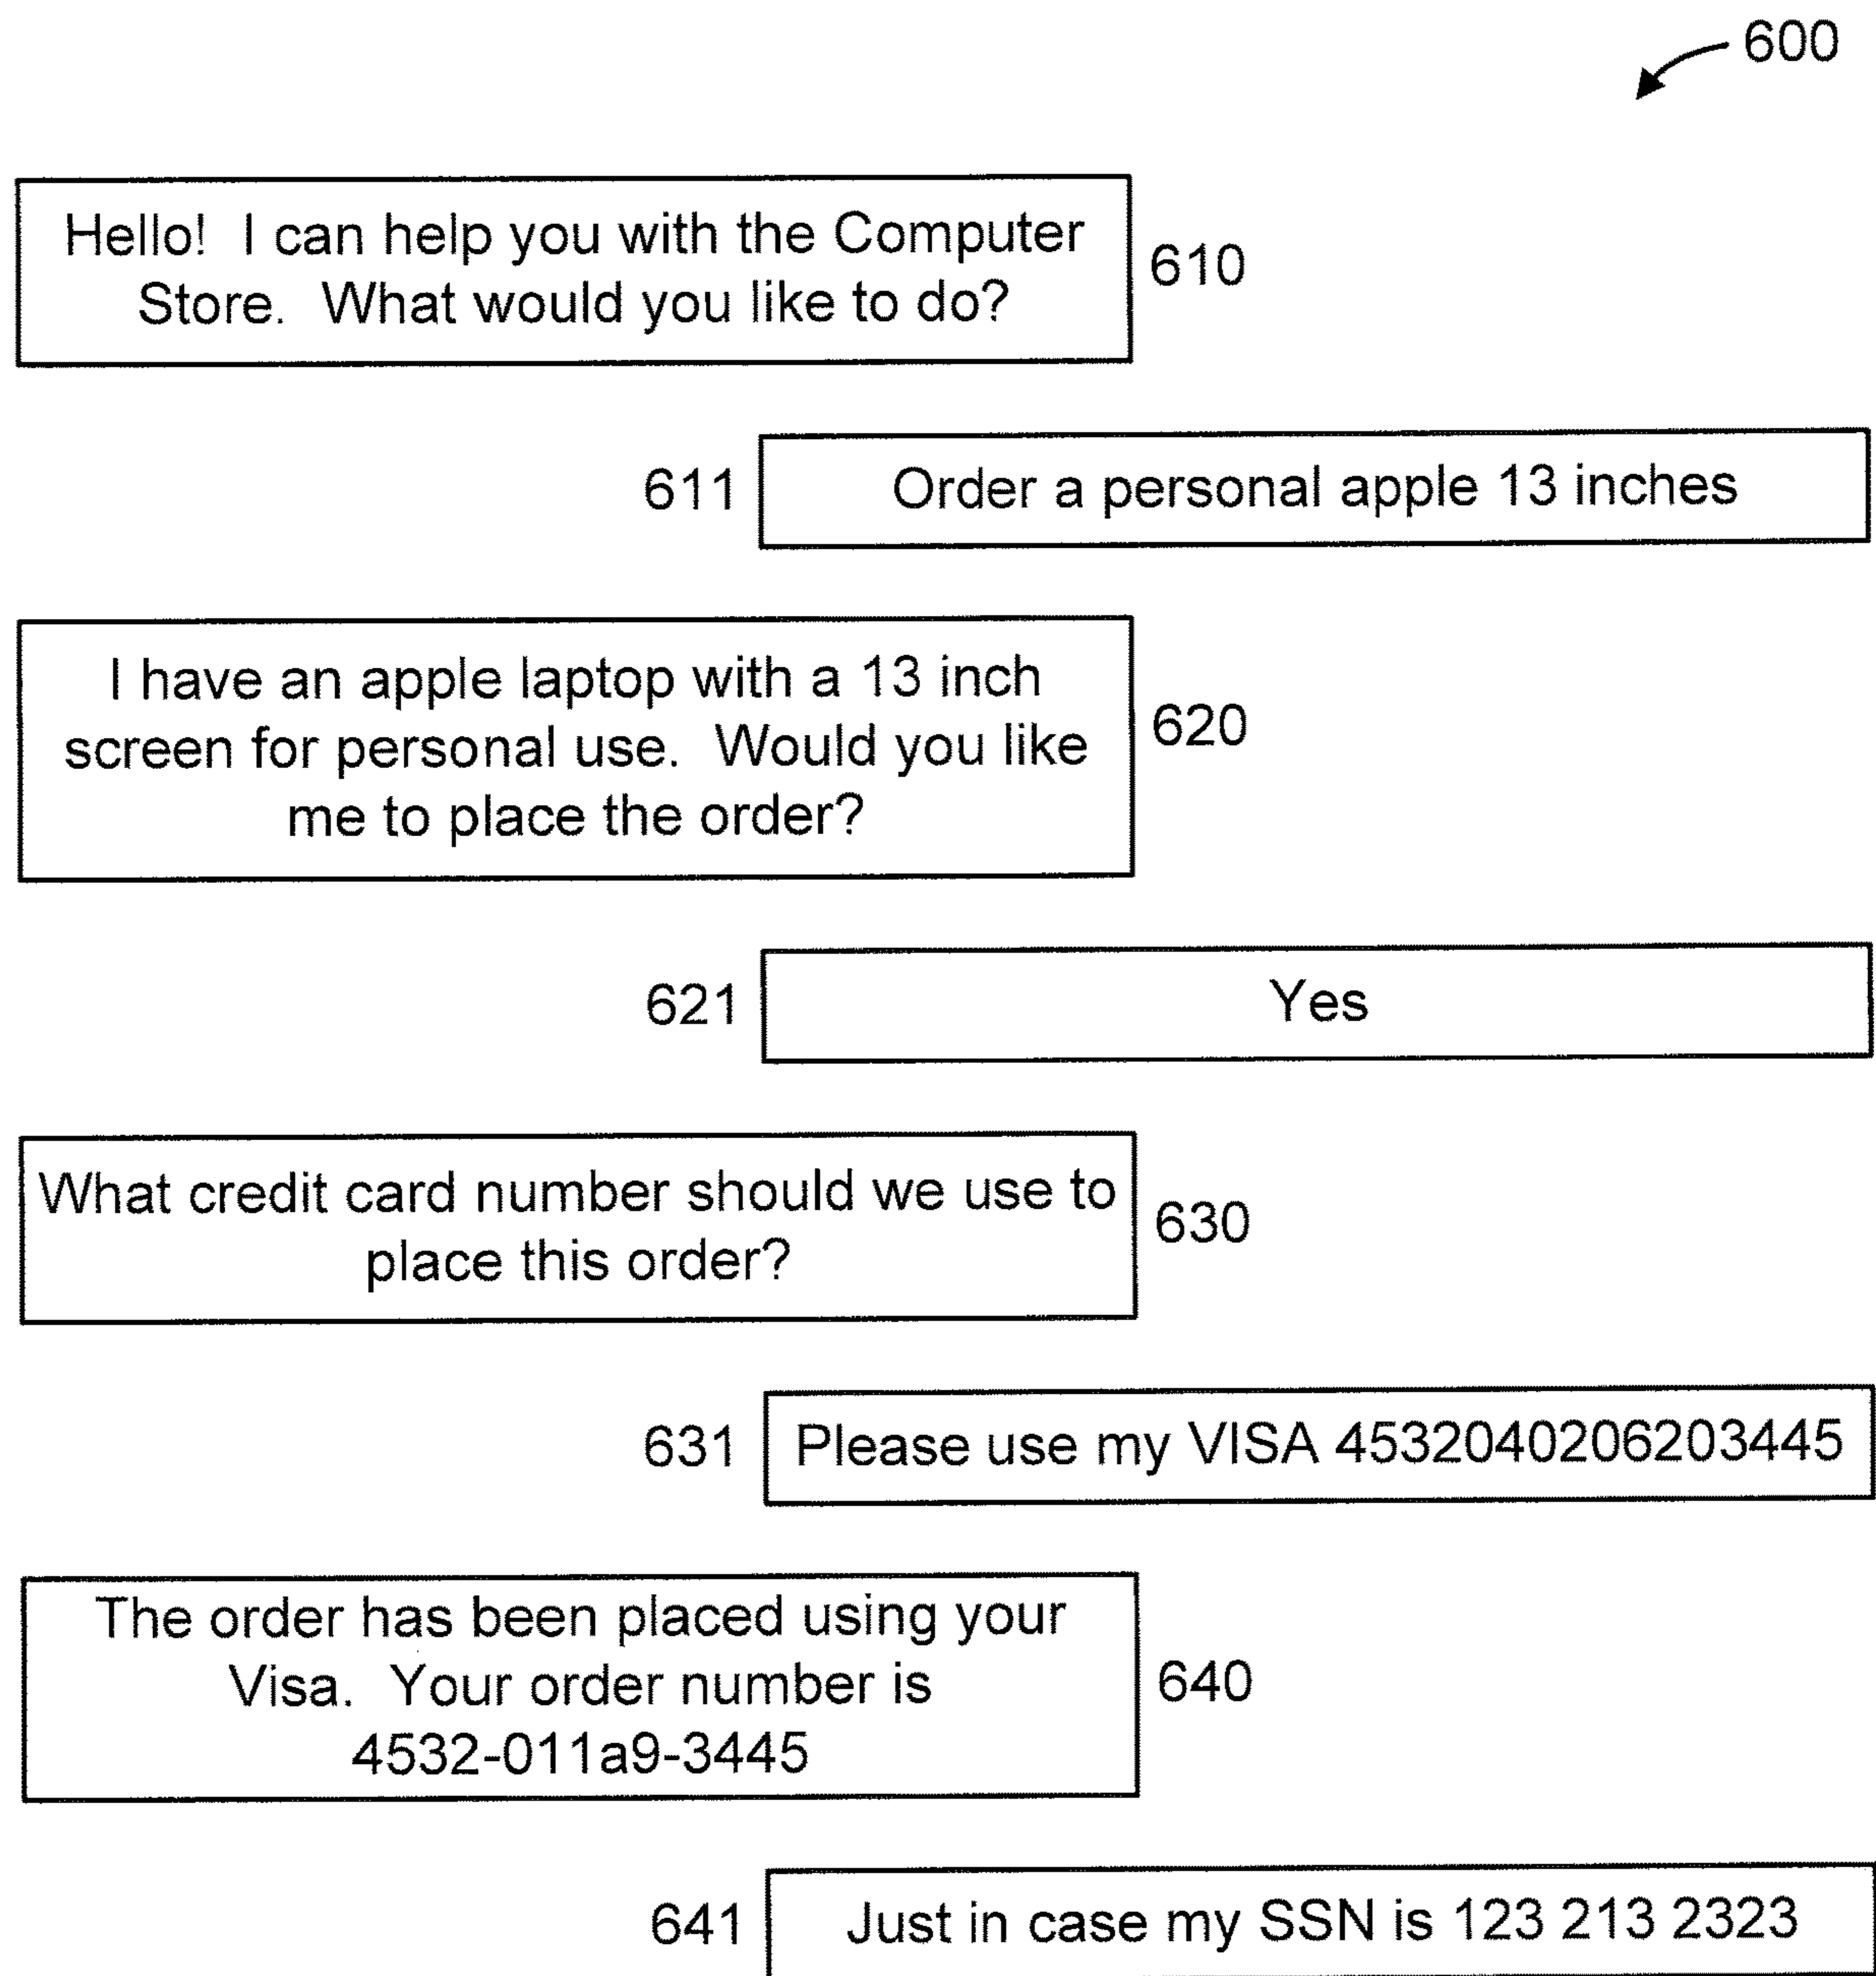 600
Hello!  I can help you with the Computer
Store.  What would you like to do?
610
611
Order a personal apple 13 inches
I have an apple laptop with a 13 inch
screen for personal use.  Would you like
me to place the order?
620
621
Yes
What credit card number should we use to
place this order?
630
631
Please use my VISA 4532040206203445
The order has been placed using your
Visa.  Your order number is
4532-011a9-3445
640
641
Just in case my SSN is 123 213 2323